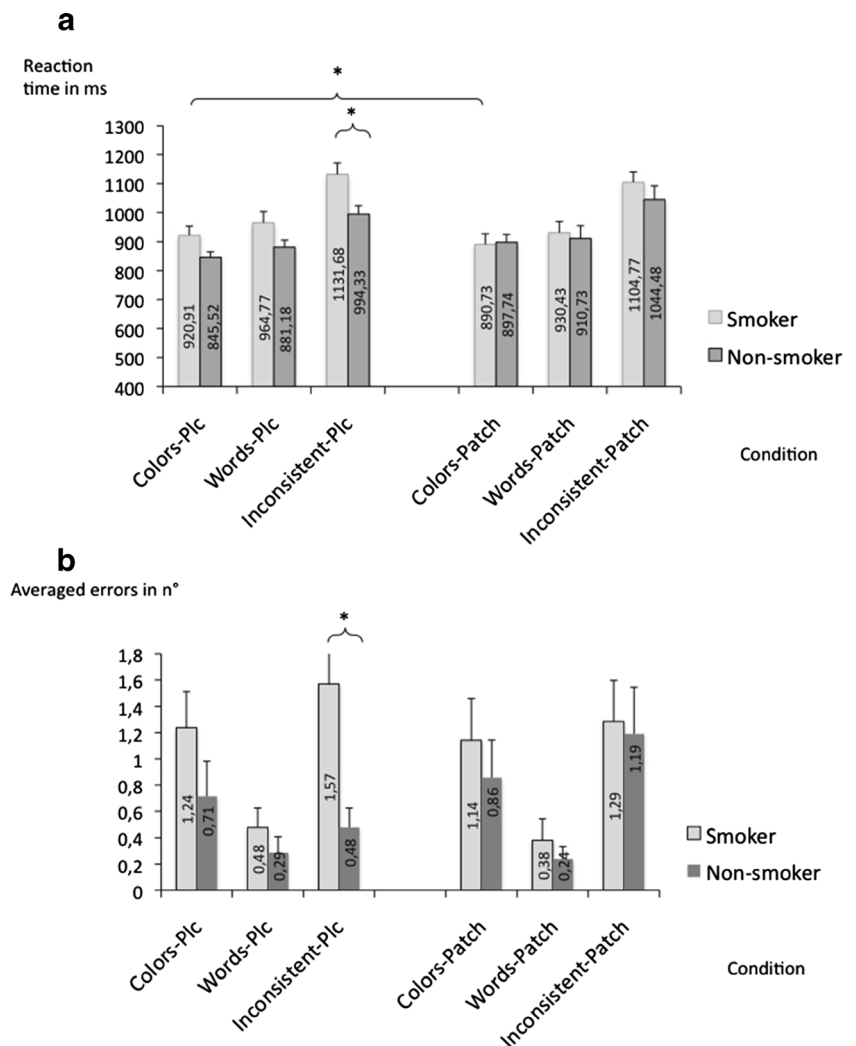 a
Reaction
time in ms
*
*
1300
1200
1100
1000
900
800
700
600
500
400
920,91
845,52
964,77
881,18
1131,68
994,33
890,73
897,74
930,43
910,73
1104,77
1044,48
Smoker
Non-smoker
Colors-Plc
Words-Plc
Inconsistent-Plc
Colors-Patch
Words-Patch
Inconsistent-Patch
Condition
b
Averaged errors in n°
*
1,8
1,6
1,4
1,2
1
0,8
0,6
0,4
0,2
0
1,24
0,71
0,48
0,29
1,57
0,48
1,14
0,86
0,38
0,24
1,29
1,19
Smoker
Non-smoker
Colors-Plc
Words-Plc
Inconsistent-Plc
Colors-Patch
Words-Patch
Inconsistent-Patch
Condition